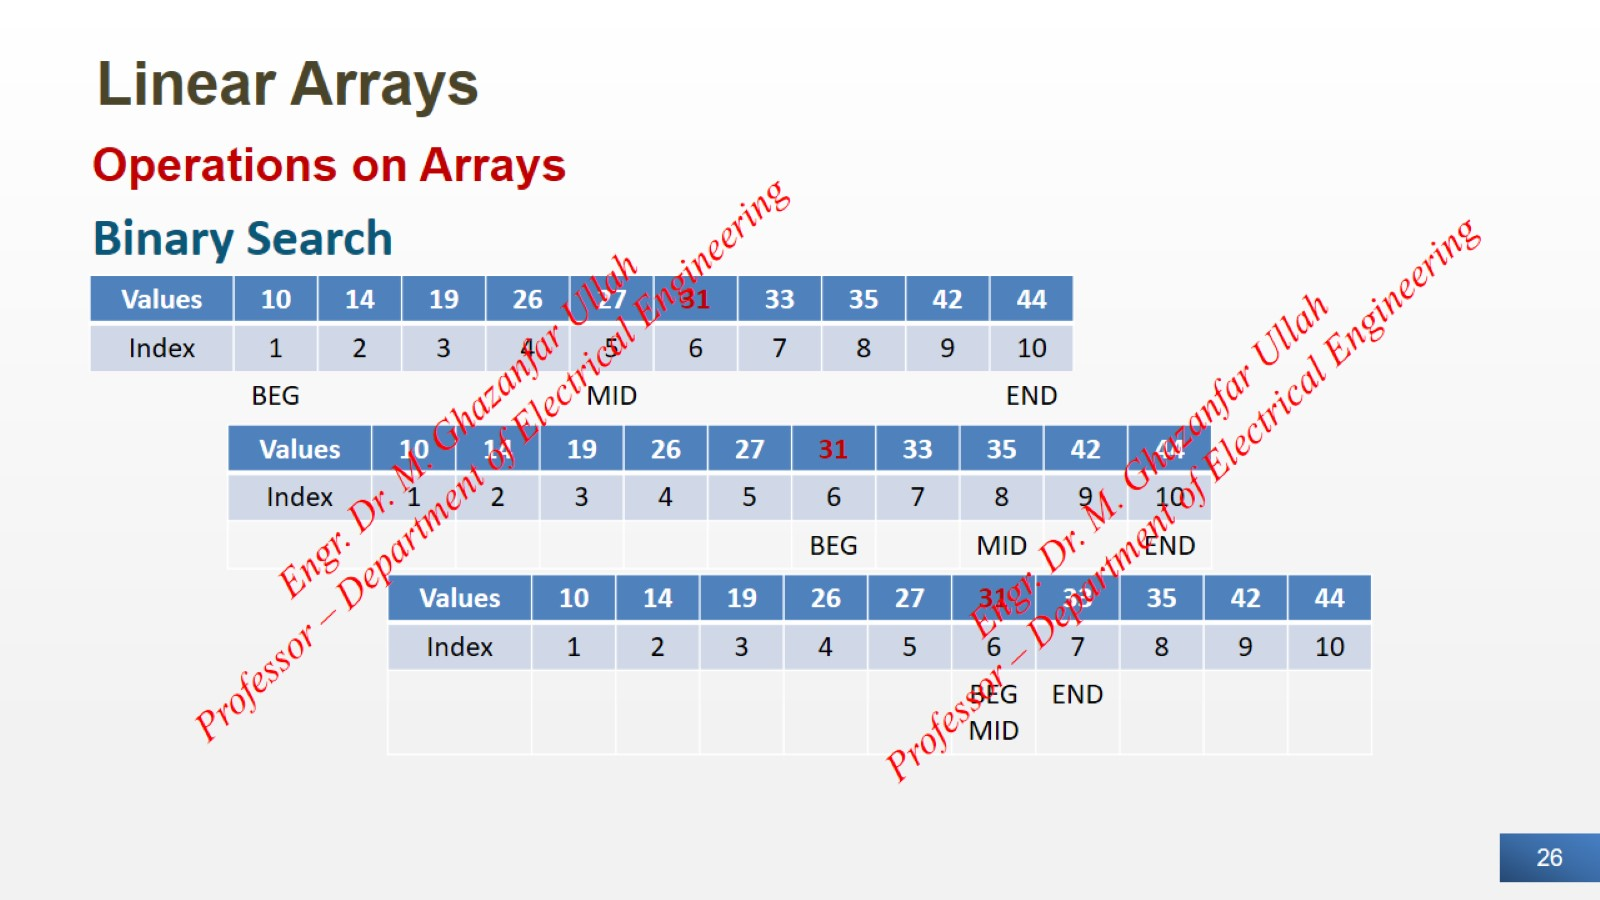 Linear Arrays
Operations on Arrays
Binary Search
Values 10 14 19 26 27 31 33 35 42 44
Index 1 2 3 4 5 6 7 8 9 10
BEG MID END
Values 10 14 19 26 27 31 33 35 42 44
Index 1 2 3 4 5 6 7 8 9 10
BEG MID END
Values 10 14 19 26 27 31 33 35 42 44
Index 1 2 3 4 5 6 7 8 9 10
BEG END
MID
Engr. Dr. M. Ghazanfar Ullah
Professor – Department of Electrical Engineering
Engr. Dr. M. Ghazanfar Ullah
Professor – Department of Electrical Engineering
26